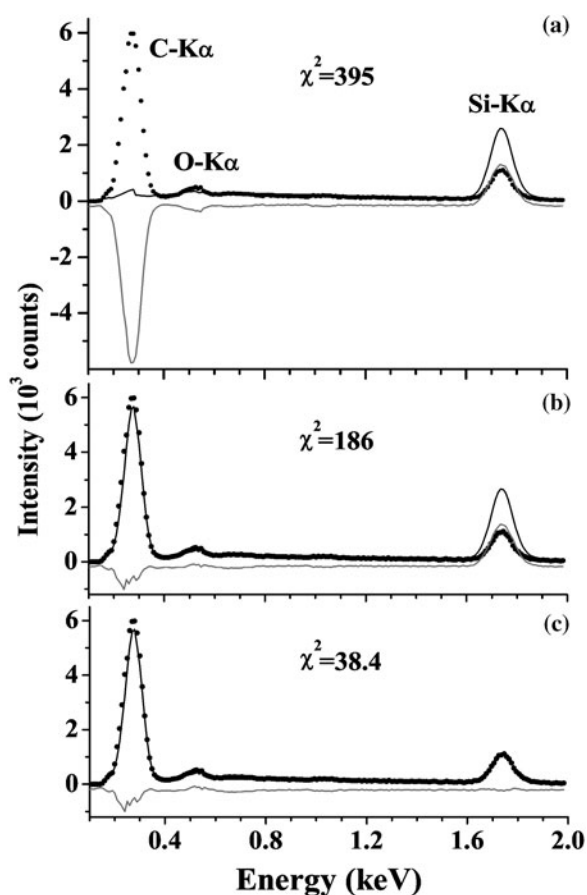 (a)
6
C-Kα
χ²=395
4
Si-Kα
2
O-Kα
0
-2
-4
(b)
6
χ²=186
4
2
0
(c)
6
χ²=38.4
4
2
0
0.4 0.8 1.2 1.6 2.0
Energy (keV)
Intensity (10³ counts)